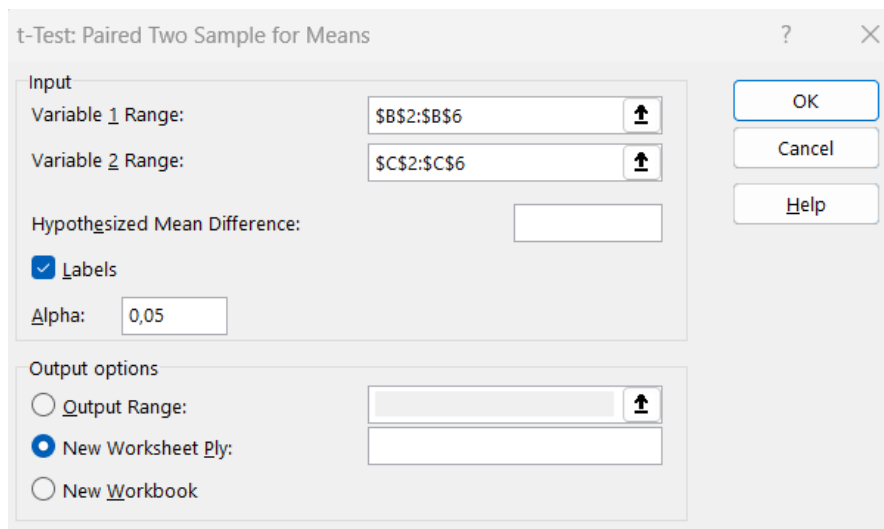 t-Test: Paired Two Sample for Means ?
Input
Variable 1 Range: $B$2:$B$6
Variable 2 Range: $C$2:$C$6
Hypothesized Mean Difference:
Labels
Alpha: 0,05
OK
Cancel
Help
Output options
Output Range:
New Worksheet Ply:
New Workbook